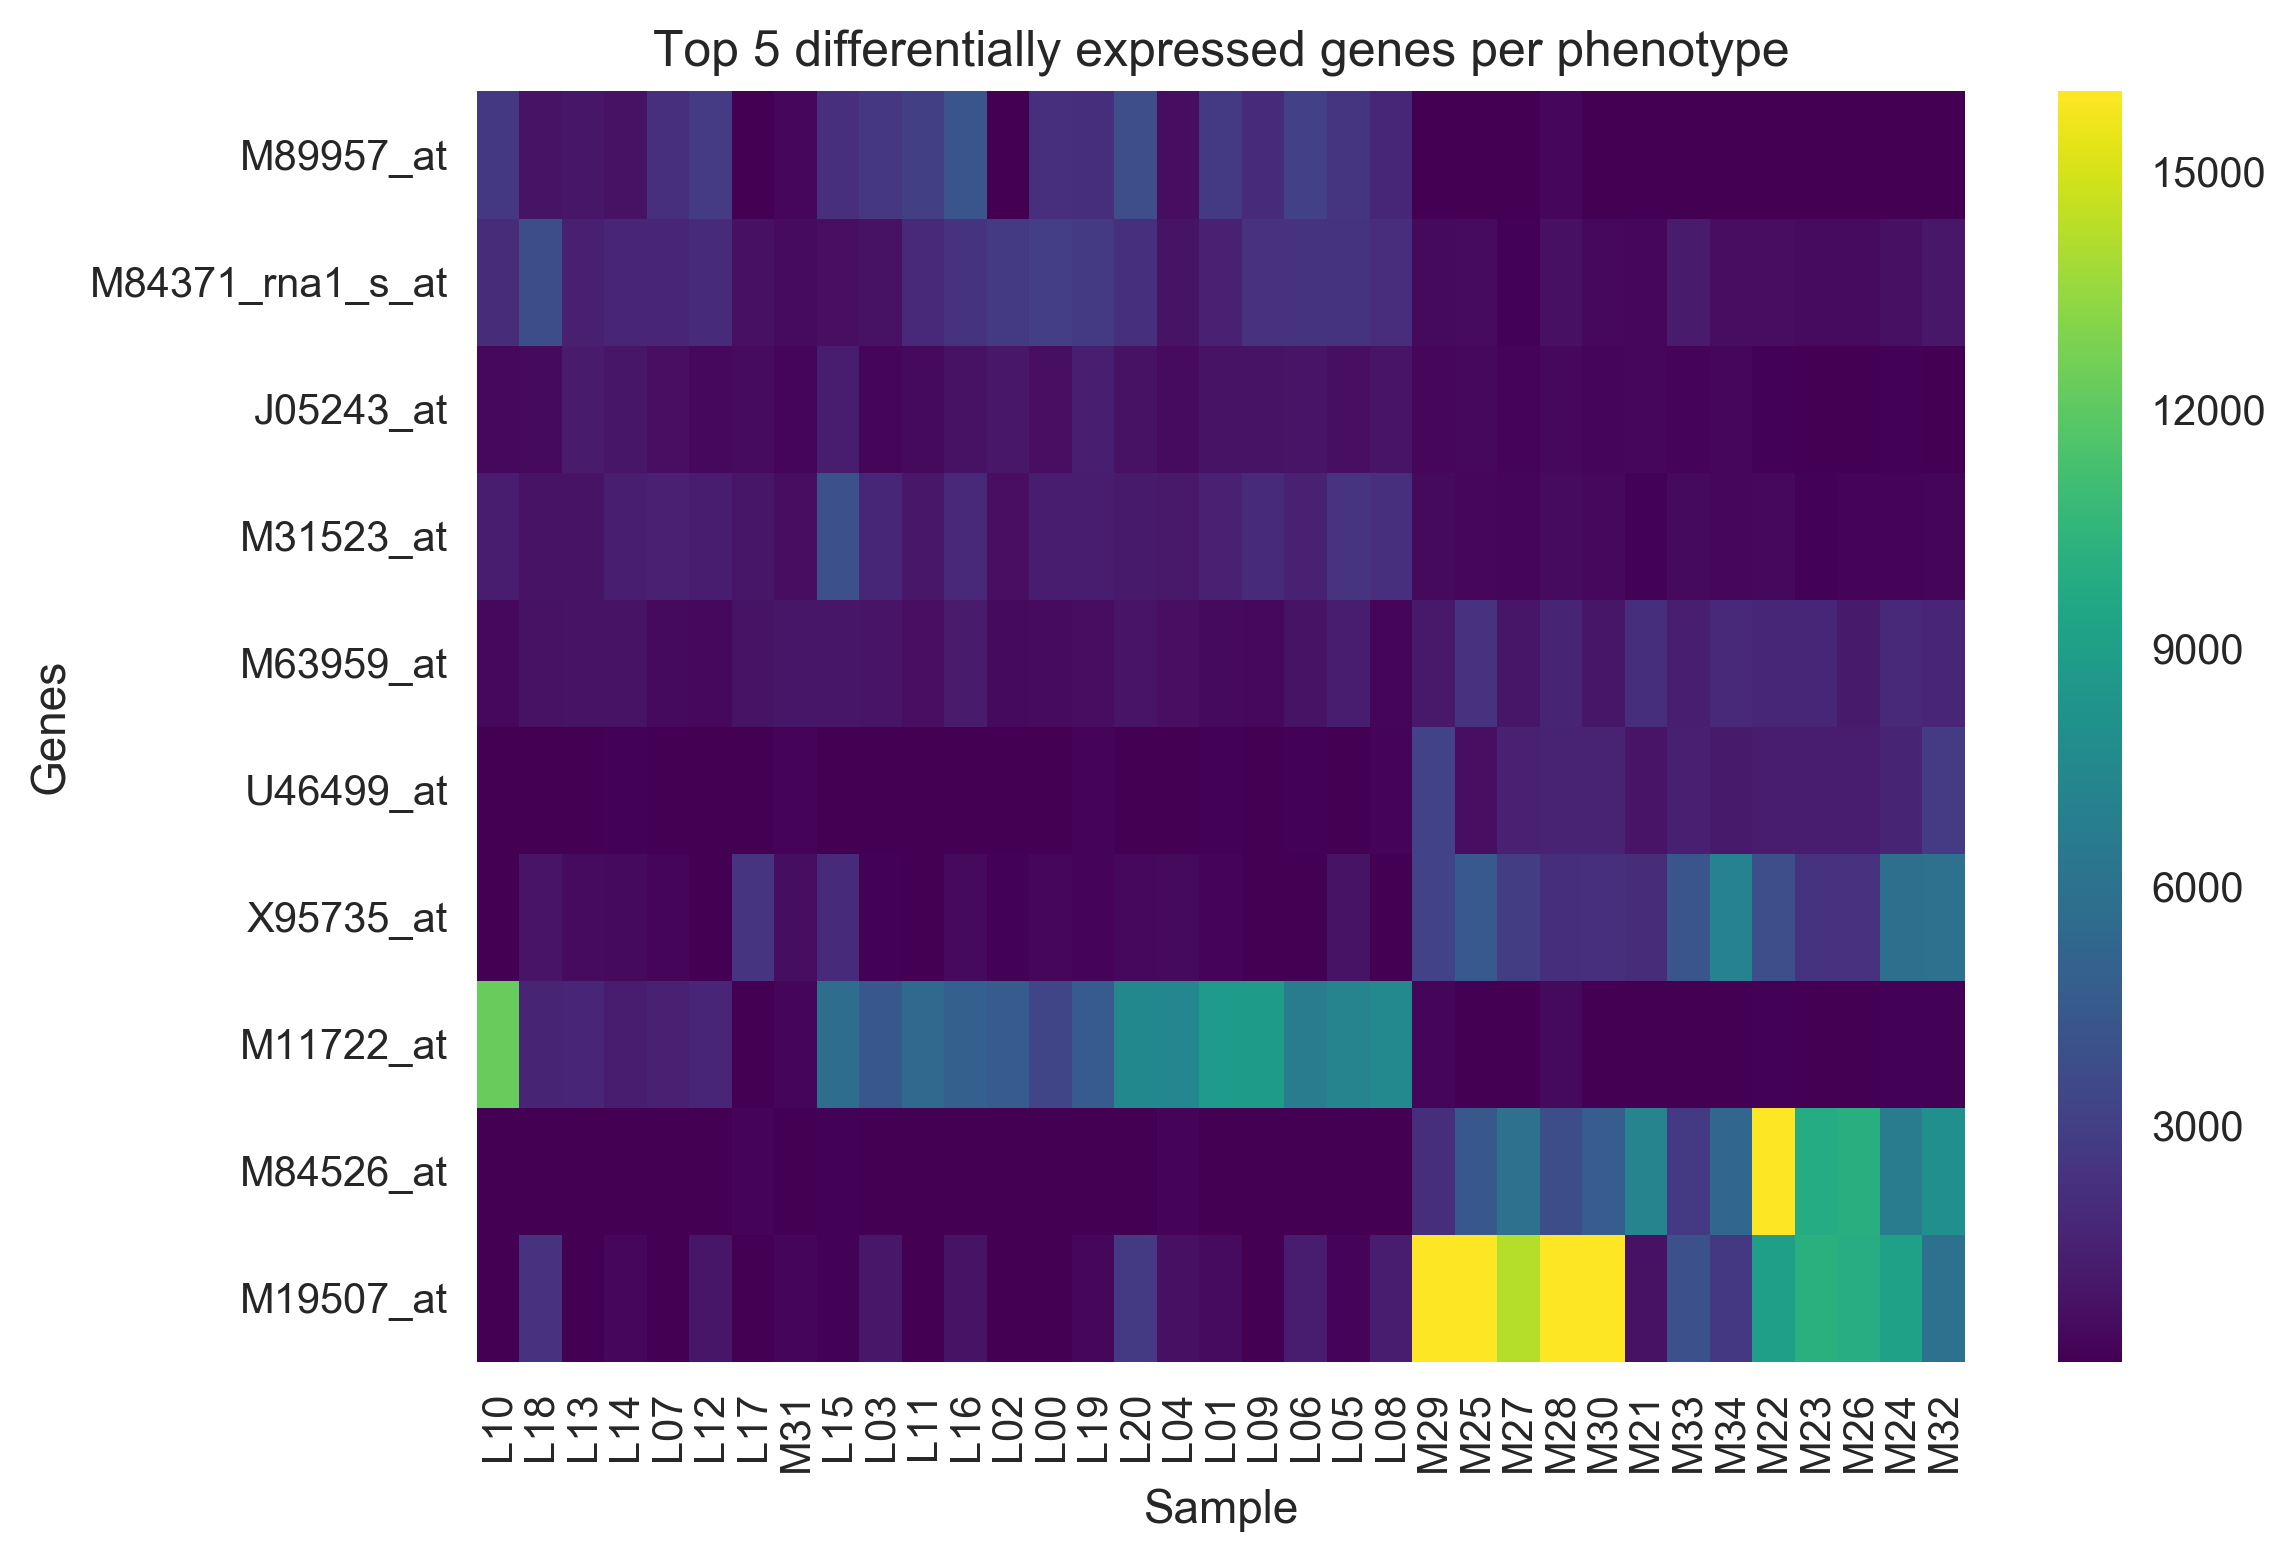 Top 5 differentially expressed genes per phenotype
Genes
M89957_at
M84371_rna1_s_at
J05243_at
M31523_at
M63959_at
U46499_at
X95735_at
M11722_at
M84526_at
M19507_at
L10 L18 L13 L14 L07 L12 L17 M31 L15 L03 L11 L16 L02 L00 L19 L20 L04 L01 L09 L06 L05 L08 M29 M25 M27 M28 M30 M21 M33 M34 M22 M23 M26 M24 M32
Sample
15000
12000
9000
6000
3000